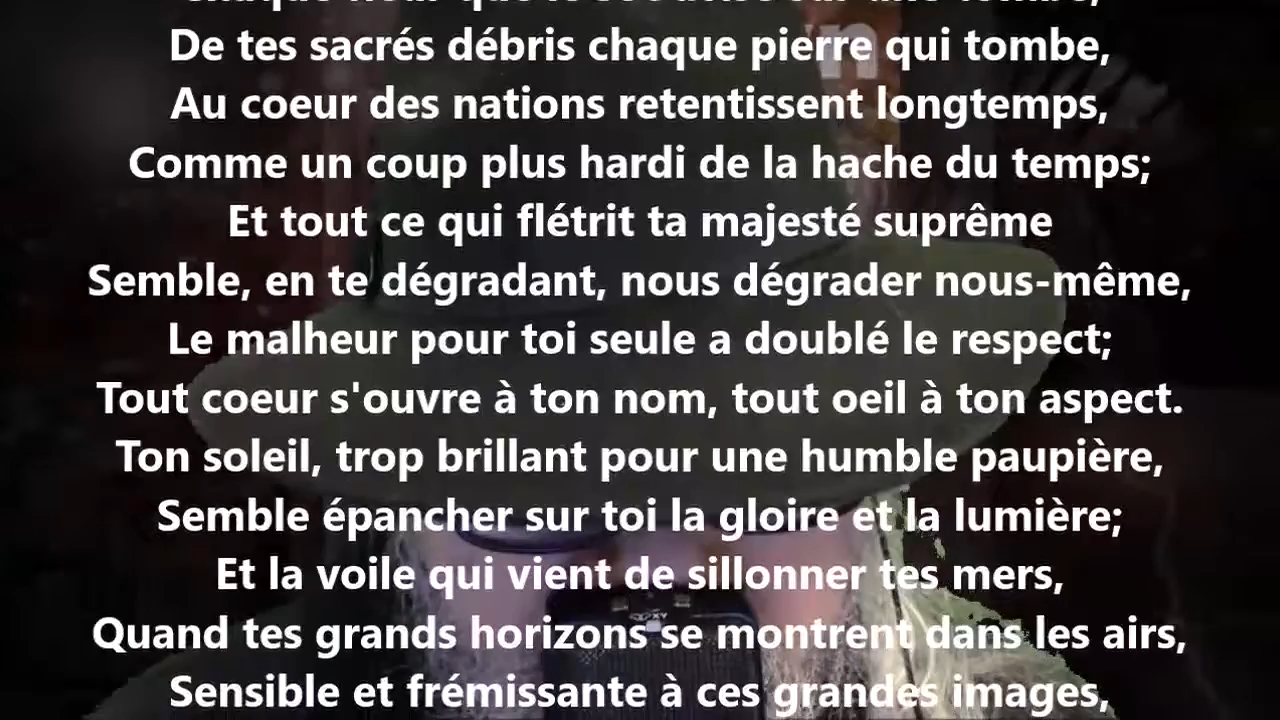 De tes sacrés débris chaque pierre qui tombe,
Au coeur des nations retentissent longtemps,
Comme un coup plus hardi de la hache du temps;
Et tout ce qui flétrit ta majesté suprême
Semble, en te dégradant, nous dégrader nous-même,
Le malheur pour toi seule a doublé le respect;
Tout coeur s'ouvre à ton nom, tout oeil à ton aspect.
Ton soleil, trop brillant pour une humble paupière,
Semble épancher sur toi la gloire et la lumière;
Et la voile qui vient de sillonner tes mers,
Quand tes grands horizons se montrent dans les airs,
Sensible et frémissante à ces grandes images,